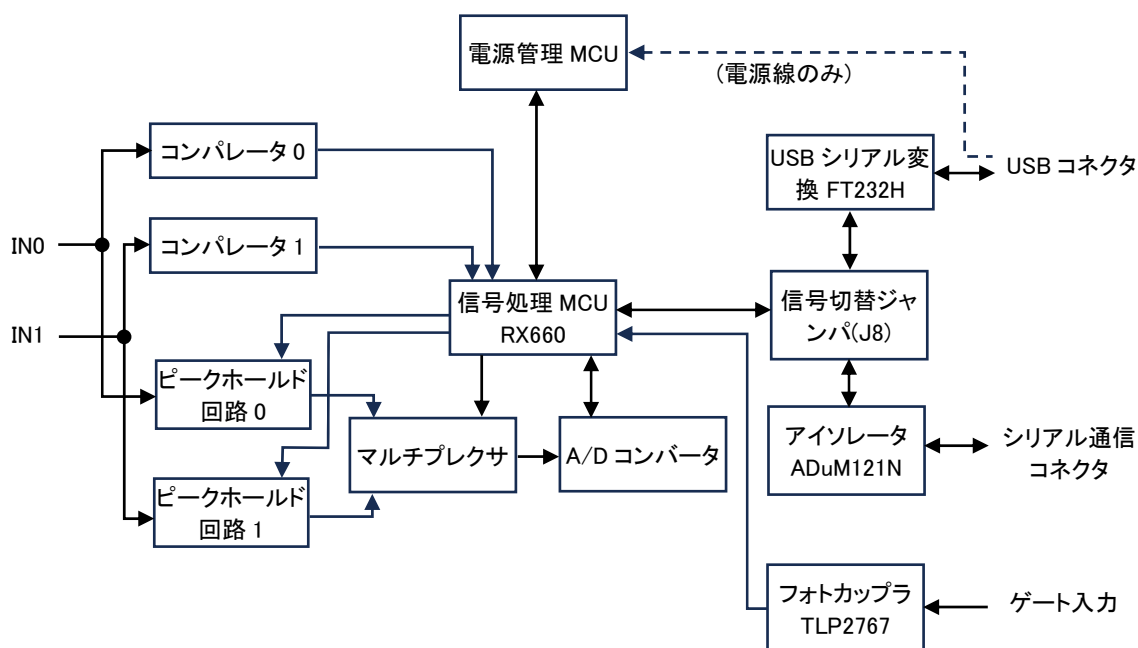 電源管理 MCU
(電源線のみ)
コンパレータ 0
USB シリアル変
換 FT232H
USB コネクタ
IN0
コンパレータ 1
信号処理 MCU
RX660
信号切替ジャ
ンパ(J8)
IN1
ピークホールド
回路 0
マルチプレクサ
A/D コンバータ
アイソレータ
ADuM121N
シリアル通信
コネクタ
ピークホールド
回路 1
フォトカップラ
TLP2767
ゲート入力